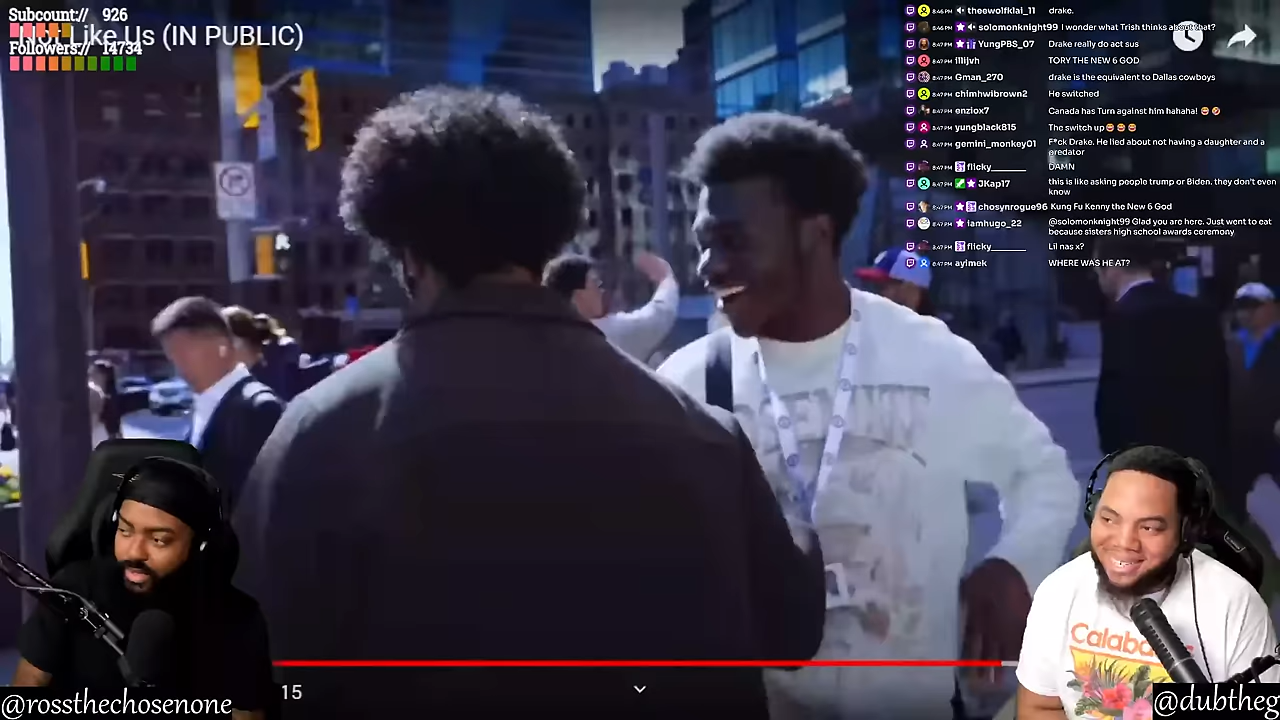 Subcount:// 926
Not Like Us (IN PUBLIC)
Followers:// 14734
theewolfklai_11 drake.
solomonknight99 I wonder what Trish thinks about that?
YungPBS_07 Drake really do act sus
TORY THE NEW 6 GOD
Gman_270 drake is the equivalent to Dallas cowboys
chimhwibrown2 He switched
enziox7 Canada has Turn against him hahaha!
yungblack815 The switch up
gemini_monkey01 F*ck Drake. He lied about not having a daughter and a
predator
flicky______ DAMN
JKap17 this is like asking people trump or Biden. they don't even
know
chosynrogue96 Kung Fu Kenny the New 6 God
iamhugo_22 @solomonknight99 Glad you are here. Just went to eat
because sisters high school awards ceremony
flicky______ Lil nas x?
aylmek WHERE WAS HE AT?
Calaba
15
@rossthechosenone
@dubtheg